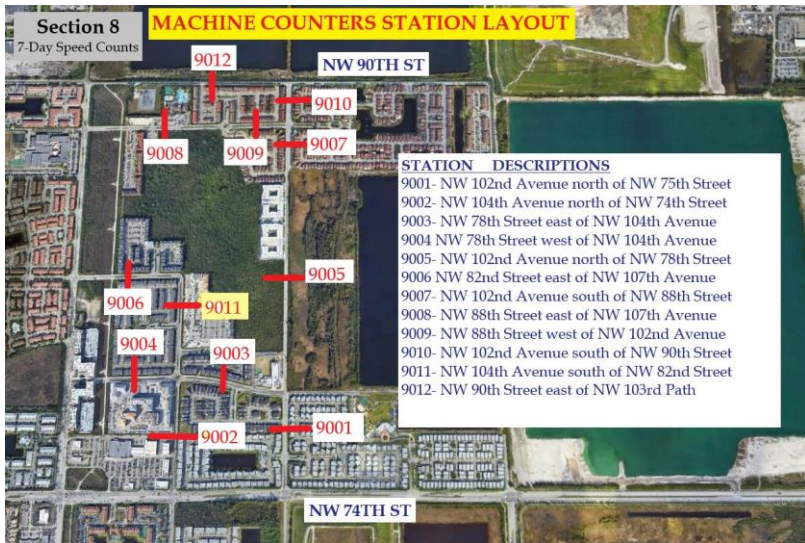 Section 8
7-Day Speed Counts
MACHINE COUNTERS STATION LAYOUT
9012
NW 90TH ST
9010
9008
9009
9007
STATION DESCRIPTIONS
9001- NW 102nd Avenue north of NW 75th Street
9002- NW 104th Avenue north of NW 74th Street
9003- NW 78th Street east of NW 104th Avenue
9004 NW 78th Street west of NW 104th Avenue
9005- NW 102nd Avenue north of NW 78th Street
9006 NW 82nd Street east of NW 107th Avenue
9007- NW 102nd Avenue south of NW 88th Street
9008- NW 88th Street east of NW 107th Avenue
9009- NW 88th Street west of NW 102nd Avenue
9010- NW 102nd Avenue south of NW 90th Street
9011- NW 104th Avenue south of NW 82nd Street
9012- NW 90th Street east of NW 103rd Path
9005
9006
9011
9004
9003
9002
9001
NW 74TH ST